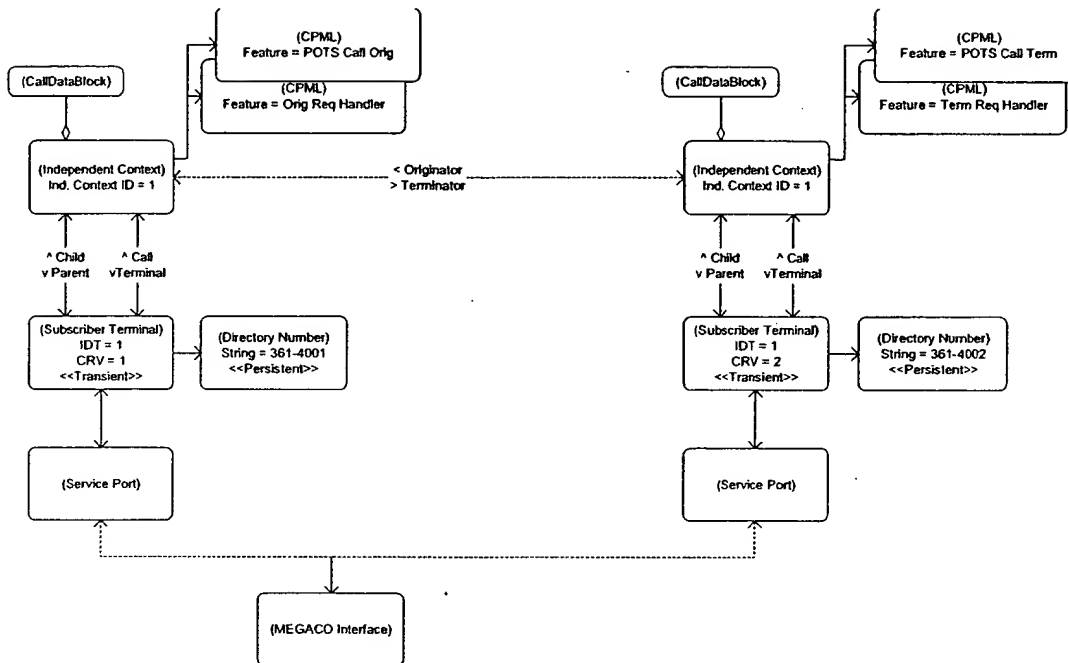 (CPML)
Feature = POTS Call Orig
(CPML)
Feature = Orig Req Handler
(CallDataBlock)
(Independent Context)
Ind. Context ID = 1
^ Child
v Parent
^ Call
vTerminal
(Subscriber Terminal)
IDT = 1
CRV = 1
<<Transient>>
(Directory Number)
String = 361-4001
<<Persistent>>
(Service Port)
< Originator
> Terminator
(CPML)
Feature = POTS Call Term
(CPML)
Feature = Term Req Handler
(CallDataBlock)
(Independent Context)
Ind. Context ID = 1
^ Child
v Parent
^ Call
vTerminal
(Subscriber Terminal)
IDT = 1
CRV = 2
<<Transient>>
(Directory Number)
String = 361-4002
<<Persistent>>
(Service Port)
(MEGACO Interface)